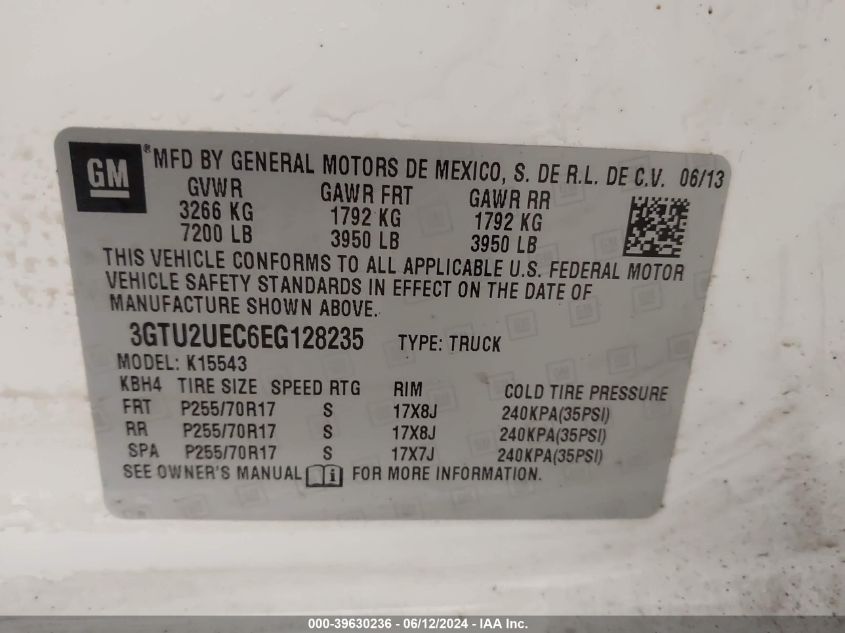 GM ®MFD BY GENERAL MOTORS DE MEXICO, S. DE R.L. DE C.V. 06/13
GVWR GAWR FRT GAWR RR
3266 KG 1792 KG 1792 KG
7200 LB 3950 LB 3950 LB
THIS VEHICLE CONFORMS TO ALL APPLICABLE U.S. FEDERAL MOTOR
VEHICLE SAFETY STANDARDS IN EFFECT ON THE DATE OF
MANUFACTURE SHOWN ABOVE.
3GTU2UEC6EG128235 TYPE: TRUCK
MODEL: K15543
KBH4 TIRE SIZE SPEED RTG RIM COLD TIRE PRESSURE
FRT P255/70R17 S 17X8J 240KPA(35PSI)
RR P255/70R17 S 17X8J 240KPA(35PSI)
SPA P255/70R17 S 17X7J 240KPA(35PSI)
SEE OWNER'S MANUAL i FOR MORE INFORMATION.
000-39630236 - 06/12/2024 - IAA Inc.